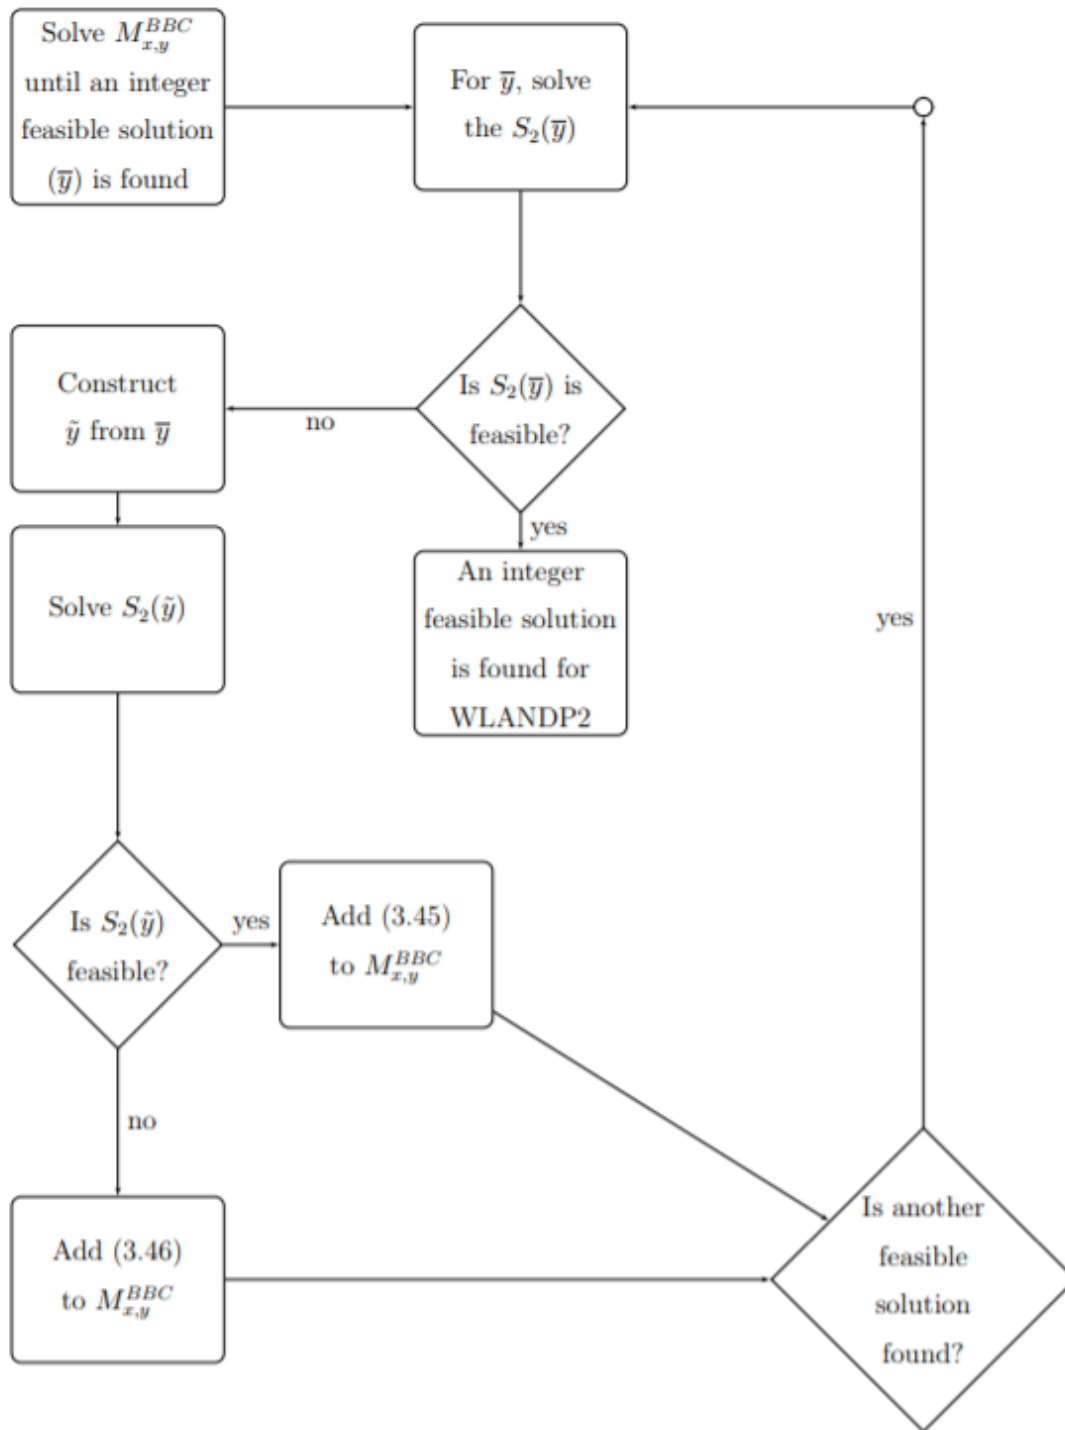 Solve $M_{x,y}^{BBC}$
until an integer
feasible solution
($\overline{y}$) is found
For $\overline{y}$, solve
the $S_2(\overline{y})$
Construct
$\tilde{y}$ from $\overline{y}$
no
Is $S_2(\overline{y})$ is
feasible?
yes
Solve $S_2(\tilde{y})$
An integer
feasible solution
is found for
WLANDP2
yes
Is $S_2(\tilde{y})$
feasible?
yes
Add (3.45)
to $M_{x,y}^{BBC}$
no
Add (3.46)
to $M_{x,y}^{BBC}$
Is another
feasible
solution
found?